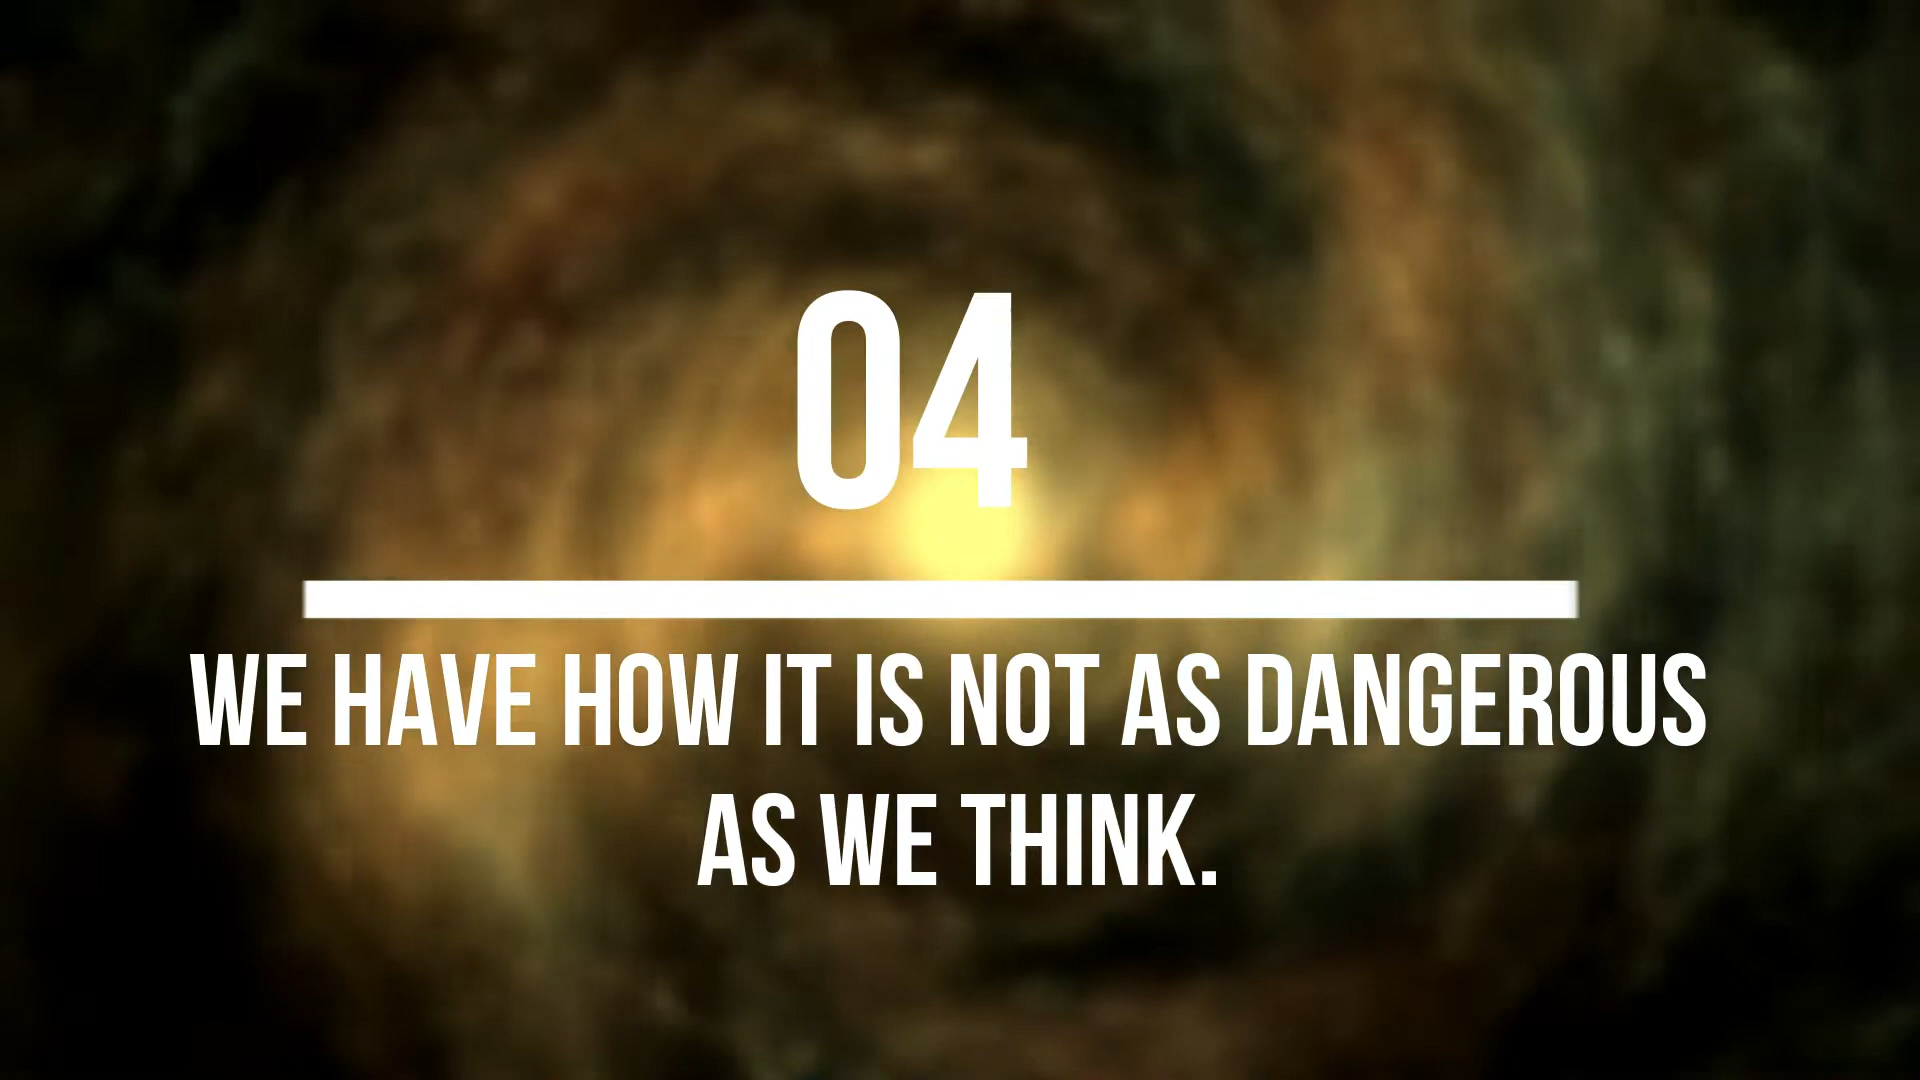 04
WE HAVE HOW IT IS NOT AS DANGEROUS
AS WE THINK.